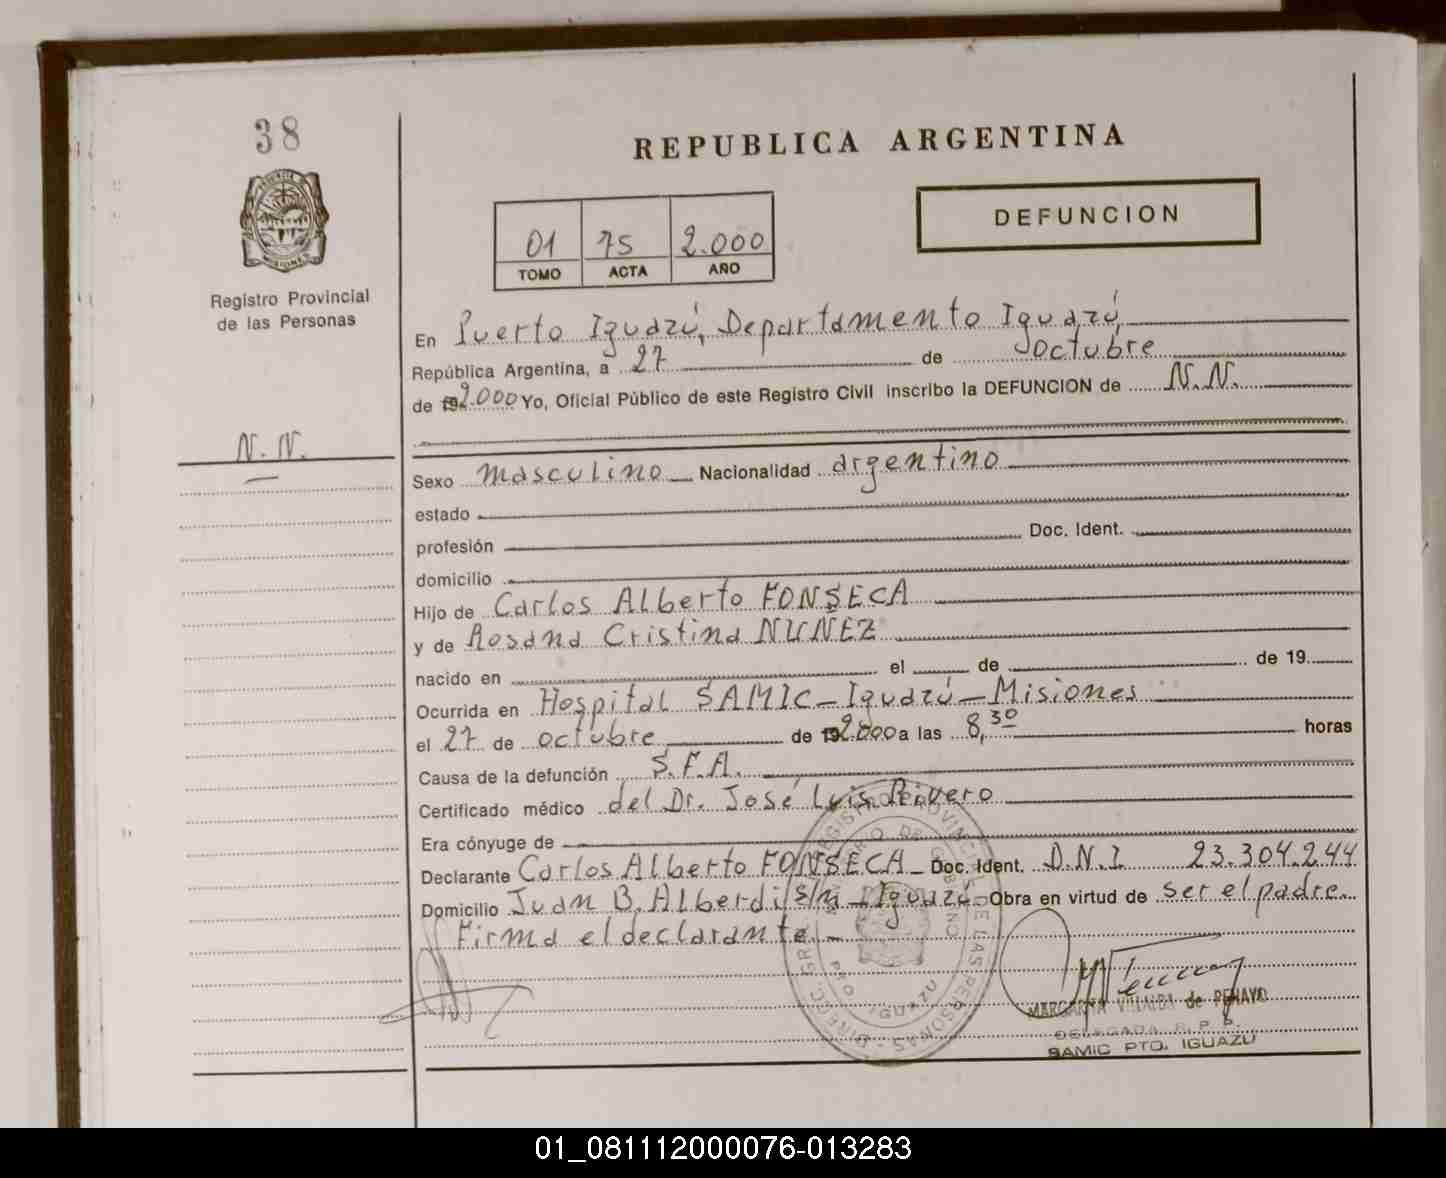 38
REPUBLICA ARGENTINA
DEFUNCION
01 75 2.000
TOMO ACTA AÑO
Registro Provincial
de las Personas
En Puerto Iguazú, Departamento Iguazú,
República Argentina, a 27 de octubre
de 192.000 Yo, Oficial Público de este Registro Civil inscribo la DEFUNCION de N.N.
N. N.
Sexo masculino Nacionalidad argentino
estado
profesión Doc. Ident.
domicilio
Hijo de Carlos Alberto FONSECA
y de Rosana Cristina NUÑEZ
nacido en el de de 19
Ocurrida en Hospital SAMIC - Iguazú - Misiones
el 27 de octubre de 192.000 a las 8,30 horas
Causa de la defunción S.F.A.
Certificado médico del Dr. José Luis Rivero
Era cónyuge de
Declarante Carlos Alberto FONSECA - Doc. Ident. D.N.I 23.304.244
Domicilio Juan B. Alberdi s/n - Iguazú - Obra en virtud de ser el padre.
Firma el declarante. -
MARGARITA de PENAYO
DELEGADA R. P. P.
SAMIC PTO. IGUAZU
01_081112000076-013283